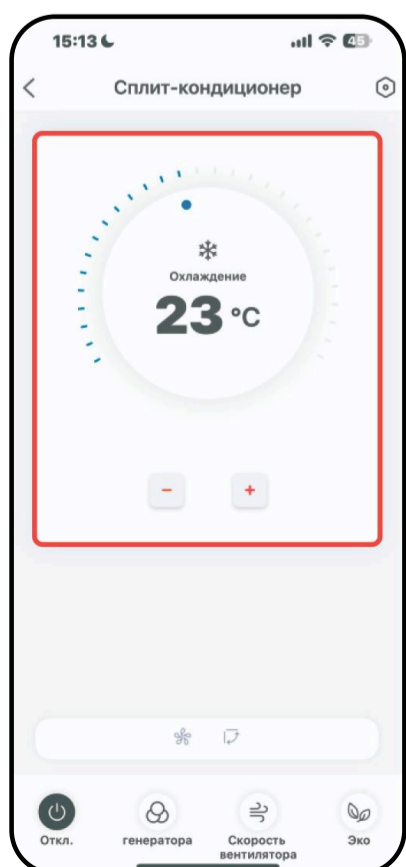 15:13
45
Сплит-кондиционер
Охлаждение
23 °C
−
+
Откл.
генератора
Скорость
вентилятора
Эко